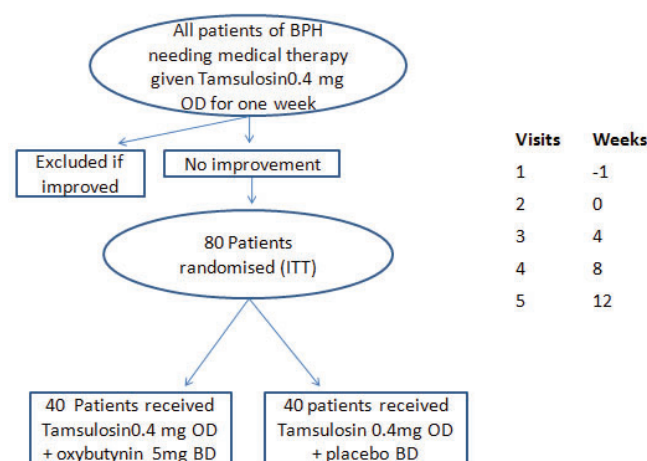 All patients of BPH
needing medical therapy
given Tamsulosin0.4 mg
OD for one week
Excluded if
improved
No improvement
80 Patients
randomised (ITT)
40 Patients received
Tamsulosin0.4 mg OD
+ oxybutynin 5mg BD
40 patients received
Tamsulosin 0.4mg OD
+ placebo BD
Visits Weeks
1 -1
2 0
3 4
4 8
5 12